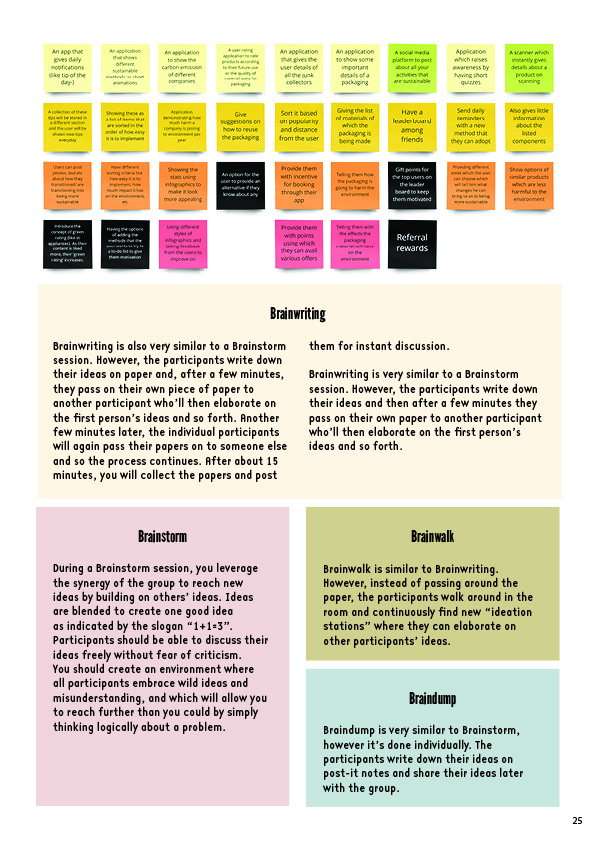 An app that
gives daily
notifications
(like tip of the
day-)
An application
that shows
different
sustainable
animations
An application
to show the
carbon emission
of different
companies
A user rating
application to rate
products according
to their future use
or the quality of
packaging
An application
that gives the
user details of
all the junk
collectors
An application
to show some
important
details of a
packaging
A social media
platform to post
about all your
activities that
are sustainable
Application
which raises
awareness by
having short
quizzes
A scanner which
instantly gives
details about a
product on
scanning
A collection of these
tips will be stored in
a different section
and the user will be
shown new tips
everyday
Showing these as
a list of items that
are sorted in the
order of how easy
it is to implement
Application
demonstrating how
much harm a
company is posing
to environment per
year
Give
suggestions on
how to reuse
the packaging
Sort it based
on popularity
and distance
from the user
Giving the list
of materials of
which the
packaging is
being made
Have a
leader board
among
friends
Send daily
reminders
with a new
method that
they can adopt
Also gives little
information
about the
listed
components
Users can post
photos, text etc
about how they
transitioned/ are
transitioning into
being more
sustainable
Have different
sorting criteria like
how easy it is to
implement, how
much impact it has
on the environment,
etc
Showing the
stats using
infographics to
make it look
more appealing
An option for the
user to provide an
alternative if they
know about any
Provide them
with incentive
for booking
through their
app
Telling them how
the packaging is
going to harm the
environment
Gift points for
the top users on
the leader
board to keep
them motivated
Providing different
areas which the user
can choose which
will tell him what
changes he can
bring so as to being
more sustainable
Show options of
similar products
which are less
harmful to the
environment
Introduce the
concept of green
rating (like in
appliances). As their
content is liked
more, their 'green
rating' increases.
Having the options
of adding the
methods that the
a to-do list to give
them motivation
Using different
styles of
infographics and
taking feedback
from the users to
improve on
Provide them
with points
using which
they can avail
various offers
Telling them with
the effects the
packaging
material will have
on the
environment
Referral
rewards
Brainwriting
Brainwriting is also very similar to a Brainstorm
session. However, the participants write down
their ideas on paper and, after a few minutes,
they pass on their own piece of paper to
another participant who'll then elaborate on
the first person's ideas and so forth. Another
few minutes later, the individual participants
will again pass their papers on to someone else
and so the process continues. After about 15
minutes, you will collect the papers and post
them for instant discussion.
Brainwriting is very similar to a Brainstorm
session. However, the participants write down
their ideas and then after a few minutes they
pass on their own paper to another participant
who'll then elaborate on the first person's
ideas and so forth.
Brainstorm
During a Brainstorm session, you leverage
the synergy of the group to reach new
ideas by building on others' ideas. Ideas
are blended to create one good idea
as indicated by the slogan "1+1=3".
Participants should be able to discuss their
ideas freely without fear of criticism.
You should create an environment where
all participants embrace wild ideas and
misunderstanding, and which will allow you
to reach further than you could by simply
thinking logically about a problem.
Brainwalk
Brainwalk is similar to Brainwriting.
However, instead of passing around the
paper, the participants walk around in the
room and continuously find new "ideation
stations" where they can elaborate on
other participants' ideas.
Braindump
Braindump is very similar to Brainstorm,
however it's done individually. The
participants write down their ideas on
post-it notes and share their ideas later
with the group.
25